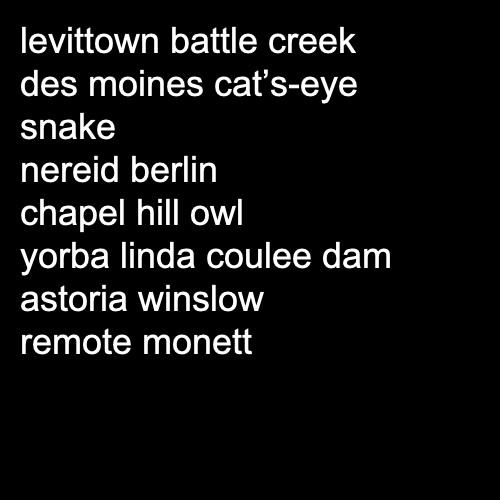 levittown battle creek
des moines cat’s-eye
snake
nereid berlin
chapel hill owl
yorba linda coulee dam
astoria winslow
remote monett